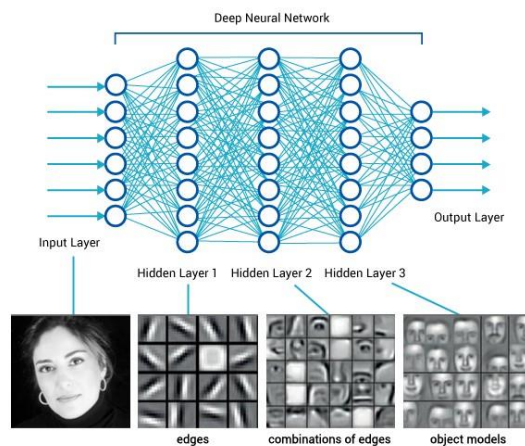 Deep Neural Network
Input Layer
Output Layer
Hidden Layer 1
Hidden Layer 2
Hidden Layer 3
edges
combinations of edges
object models